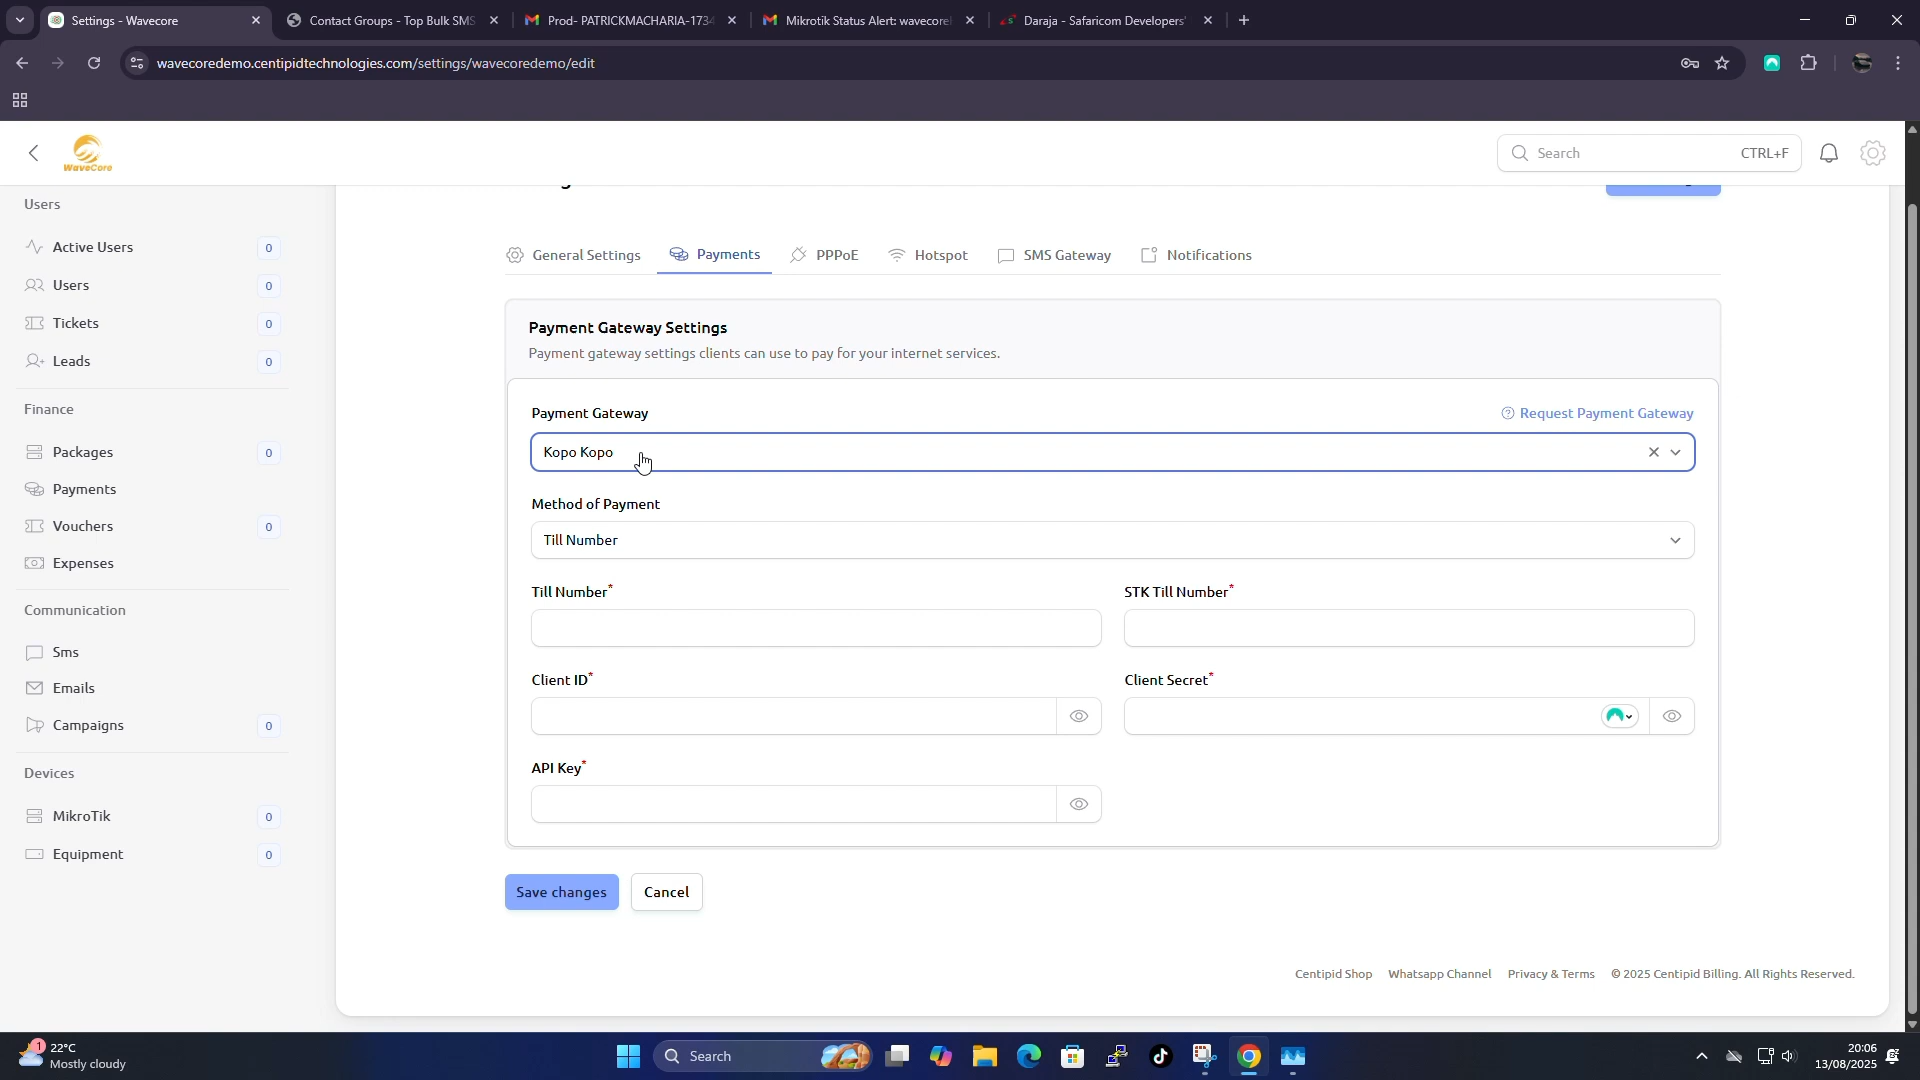 Settings - Wavecore
Contact Groups - Top Bulk SMS
Prod- PATRICKMACHARIA-1734
Mikrotik Status Alert: wavecore
Daraja - Safaricom Developers'
wavecoredemo.centipidtechnologies.com/settings/wavecoredemo/edit
WaveCore
Search
CTRL+F
Users
Active Users 0
Users 0
Tickets 0
Leads 0
Finance
Packages 0
Payments
Vouchers 0
Expenses
Communication
Sms
Emails
Campaigns 0
Devices
MikroTik 0
Equipment 0
General Settings
Payments
PPPoE
Hotspot
SMS Gateway
Notifications
Payment Gateway Settings
Payment gateway settings clients can use to pay for your internet services.
Payment Gateway
Request Payment Gateway
Kopo Kopo
Method of Payment
Till Number
Till Number*
STK Till Number*
Client ID*
Client Secret*
API Key*
Save changes
Cancel
Centipid Shop Whatsapp Channel Privacy & Terms © 2025 Centipid Billing. All Rights Reserved.
1
22°C
Mostly cloudy
Search
20:06
13/08/2025